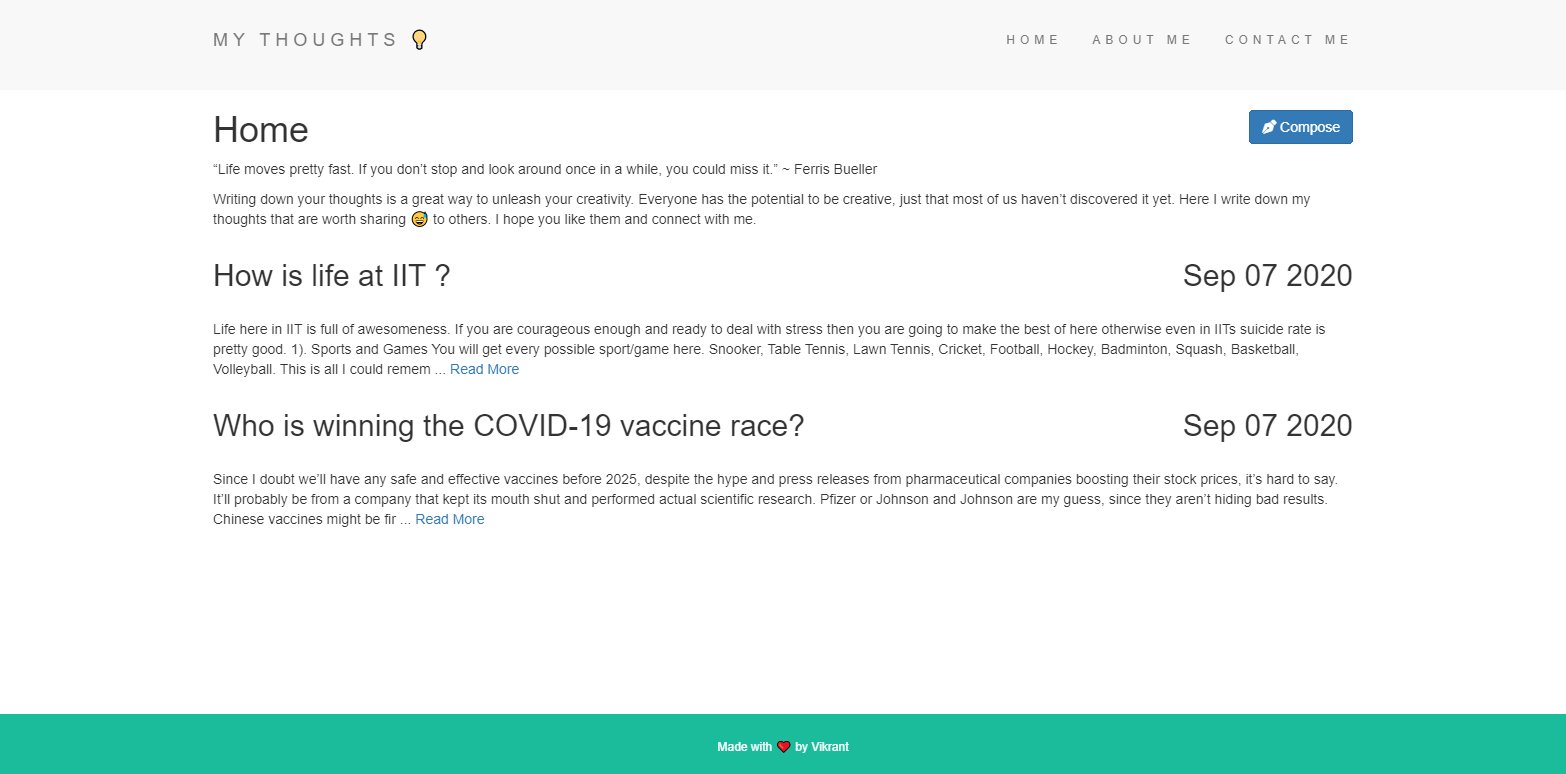 MY THOUGHTS 💡
HOME ABOUT ME CONTACT ME
Home
Compose
“Life moves pretty fast. If you don’t stop and look around once in a while, you could miss it.” ~ Ferris Bueller
Writing down your thoughts is a great way to unleash your creativity. Everyone has the potential to be creative, just that most of us haven’t discovered it yet. Here I write down my
thoughts that are worth sharing 😅 to others. I hope you like them and connect with me.
How is life at IIT ?
Sep 07 2020
Life here in IIT is full of awesomeness. If you are courageous enough and ready to deal with stress then you are going to make the best of here otherwise even in IITs suicide rate is
pretty good. 1). Sports and Games You will get every possible sport/game here. Snooker, Table Tennis, Lawn Tennis, Cricket, Football, Hockey, Badminton, Squash, Basketball,
Volleyball. This is all I could remem ... Read More
Who is winning the COVID-19 vaccine race?
Sep 07 2020
Since I doubt we’ll have any safe and effective vaccines before 2025, despite the hype and press releases from pharmaceutical companies boosting their stock prices, it’s hard to say.
It’ll probably be from a company that kept its mouth shut and performed actual scientific research. Pfizer or Johnson and Johnson are my guess, since they aren’t hiding bad results.
Chinese vaccines might be fir ... Read More
Made with ❤ by Vikrant